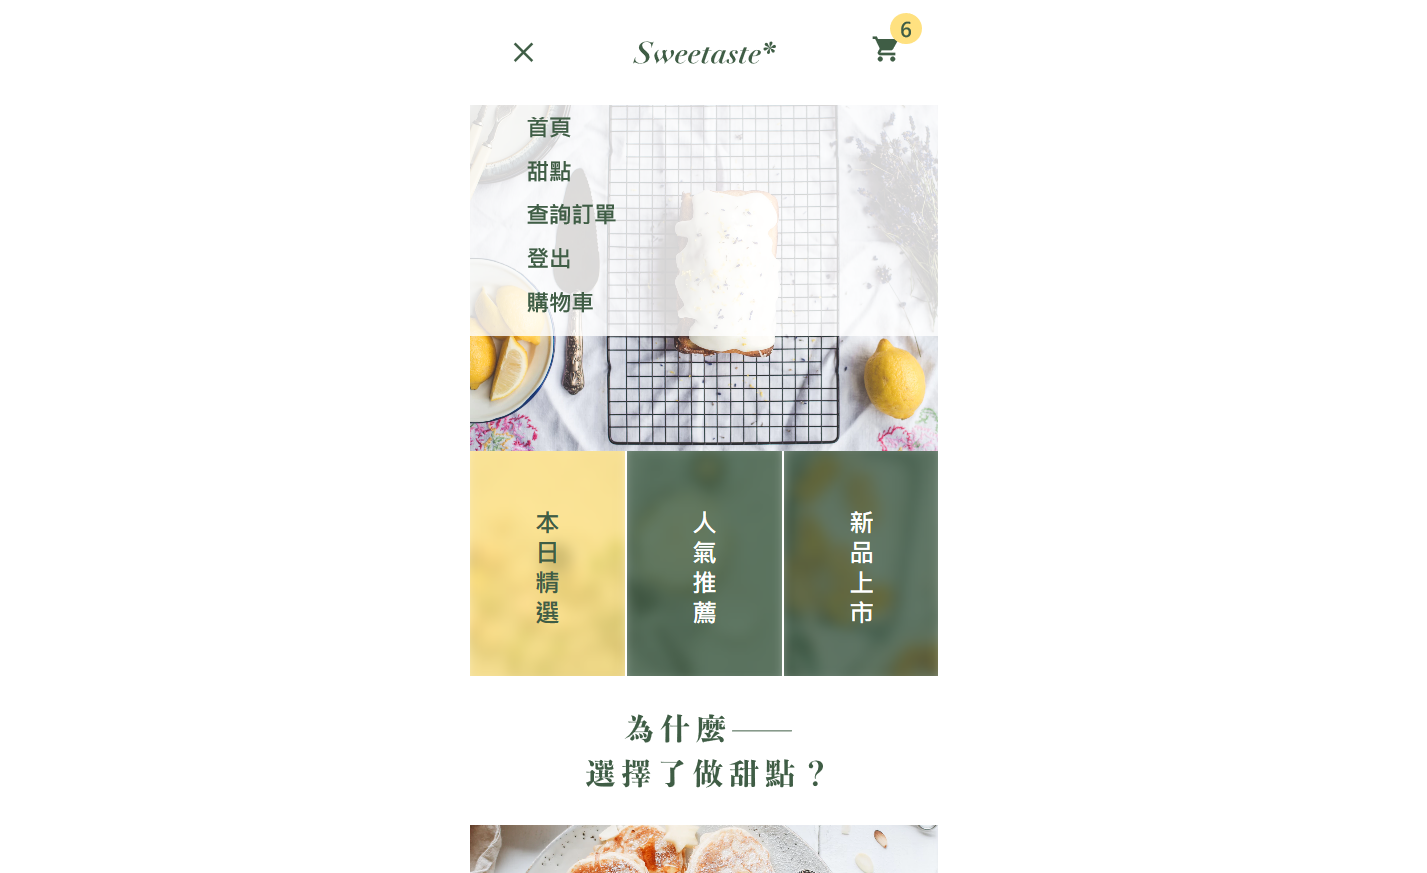 Sweetaste*
6
首頁
甜點
查詢訂單
登出
購物車
本日精選
人氣推薦
新品上市
為什麼——
選擇了做甜點？